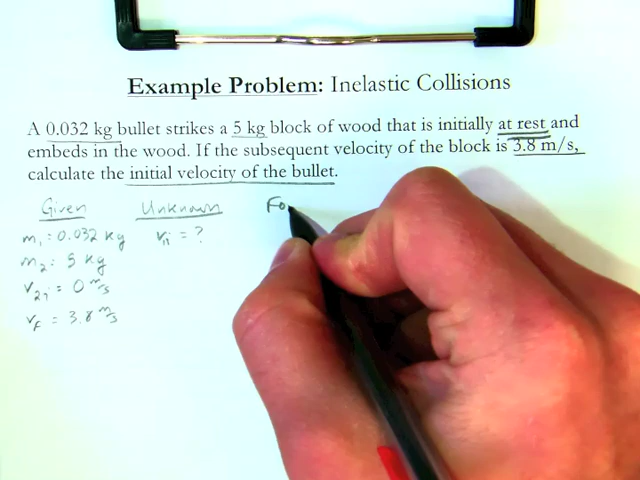 Example Problem: Inelastic Collisions
A 0.032 kg bullet strikes a 5 kg block of wood that is initially at rest and
embeds in the wood. If the subsequent velocity of the block is 3.8 m/s,
calculate the initial velocity of the bullet.
Given Unknown Fo
m₁ : 0.032 kg v₁ᵢ = ?
m₂ : 5 kg
v₂ᵢ = 0 m/s
v_F = 3.8 m/s